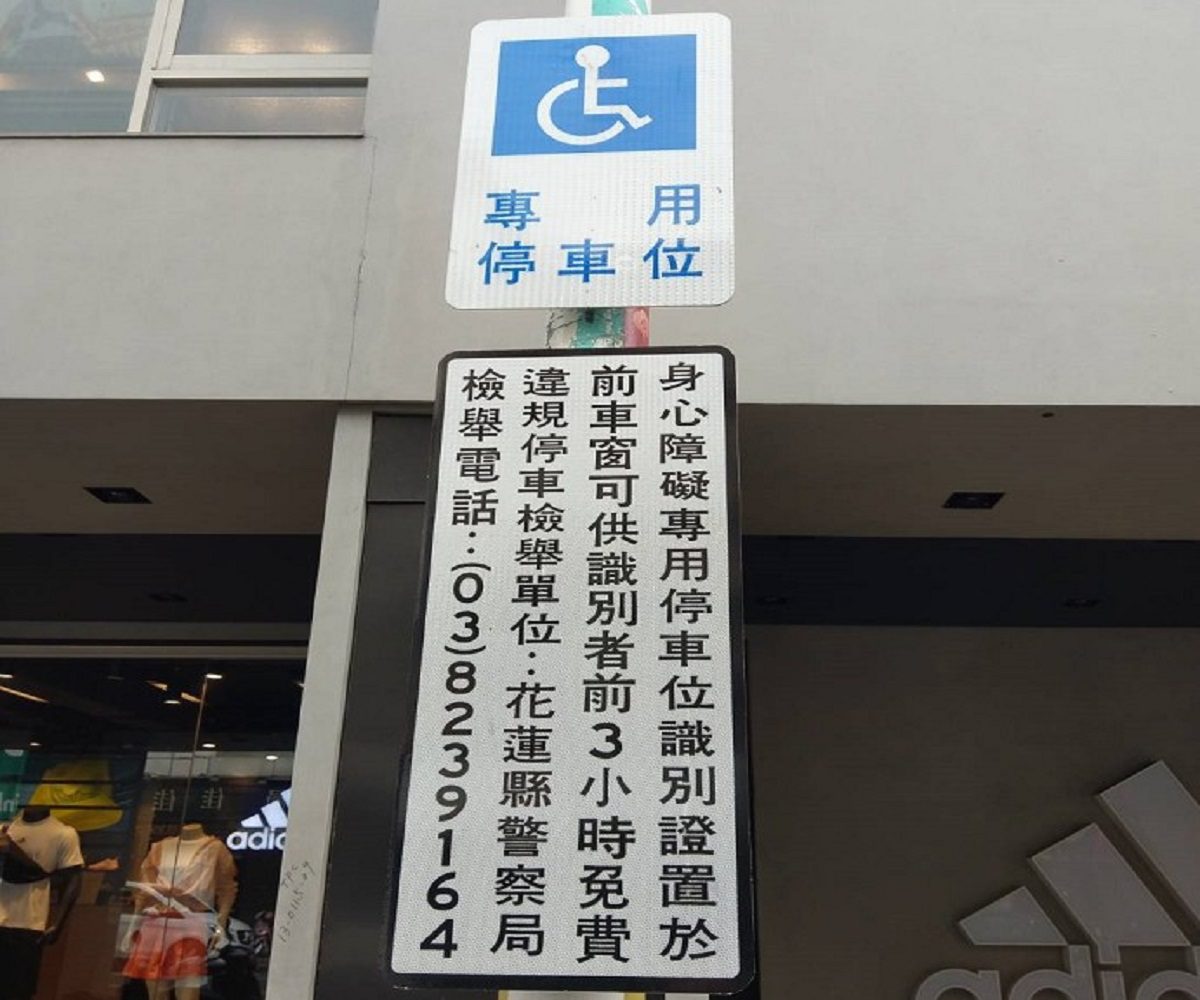 專用
停車位
身心障礙專用停車位識別證置於
前車窗可供識別者前3小時免費
違規停車檢舉單位：花蓮縣警察局
檢舉電話：(03)8239164
adid
adid